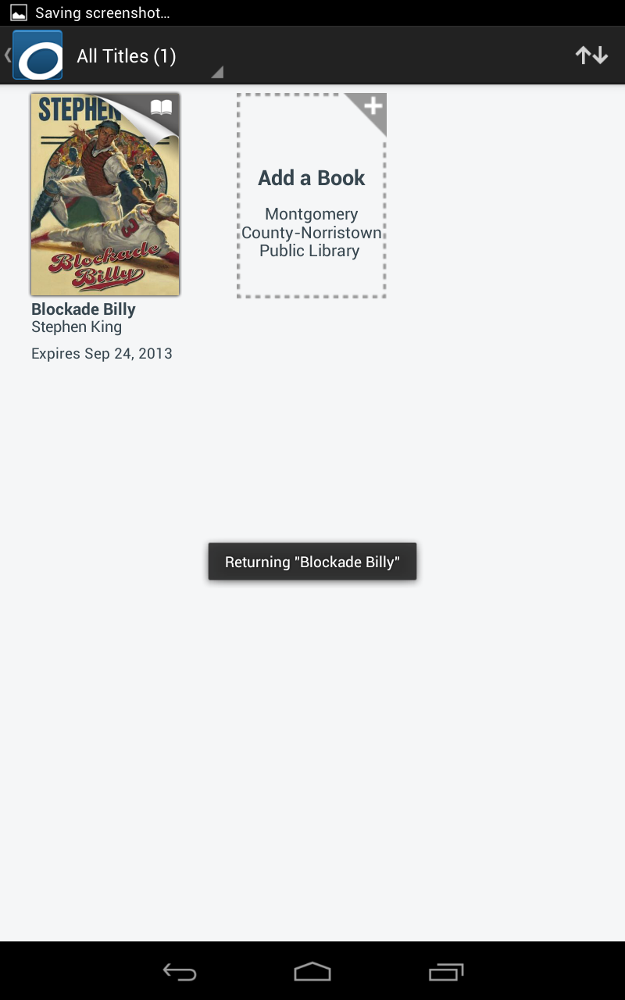 Saving screenshot...
All Titles (1)
STEPHEN
Blockade
Billy
3
Blockade Billy
Stephen King
Expires Sep 24, 2013
Add a Book
Montgomery
County-Norristown
Public Library
Returning "Blockade Billy"